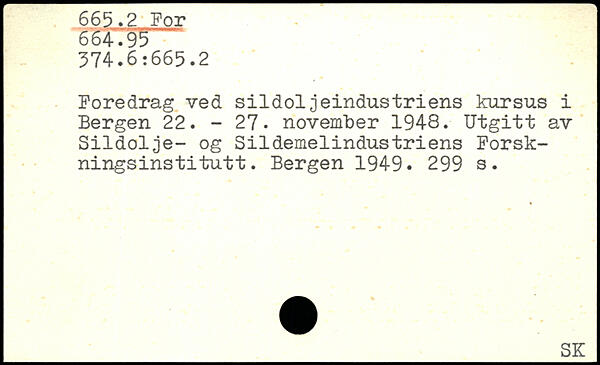 665.2 For
664.95
374.6:665.2
Foredrag ved sildoljeindustriens kursus i
Bergen 22. - 27. november 1948. Utgitt av
Sildolje- og Sildemelindustriens Forsk-
ningsinstitutt. Bergen 1949. 299 s.
SK